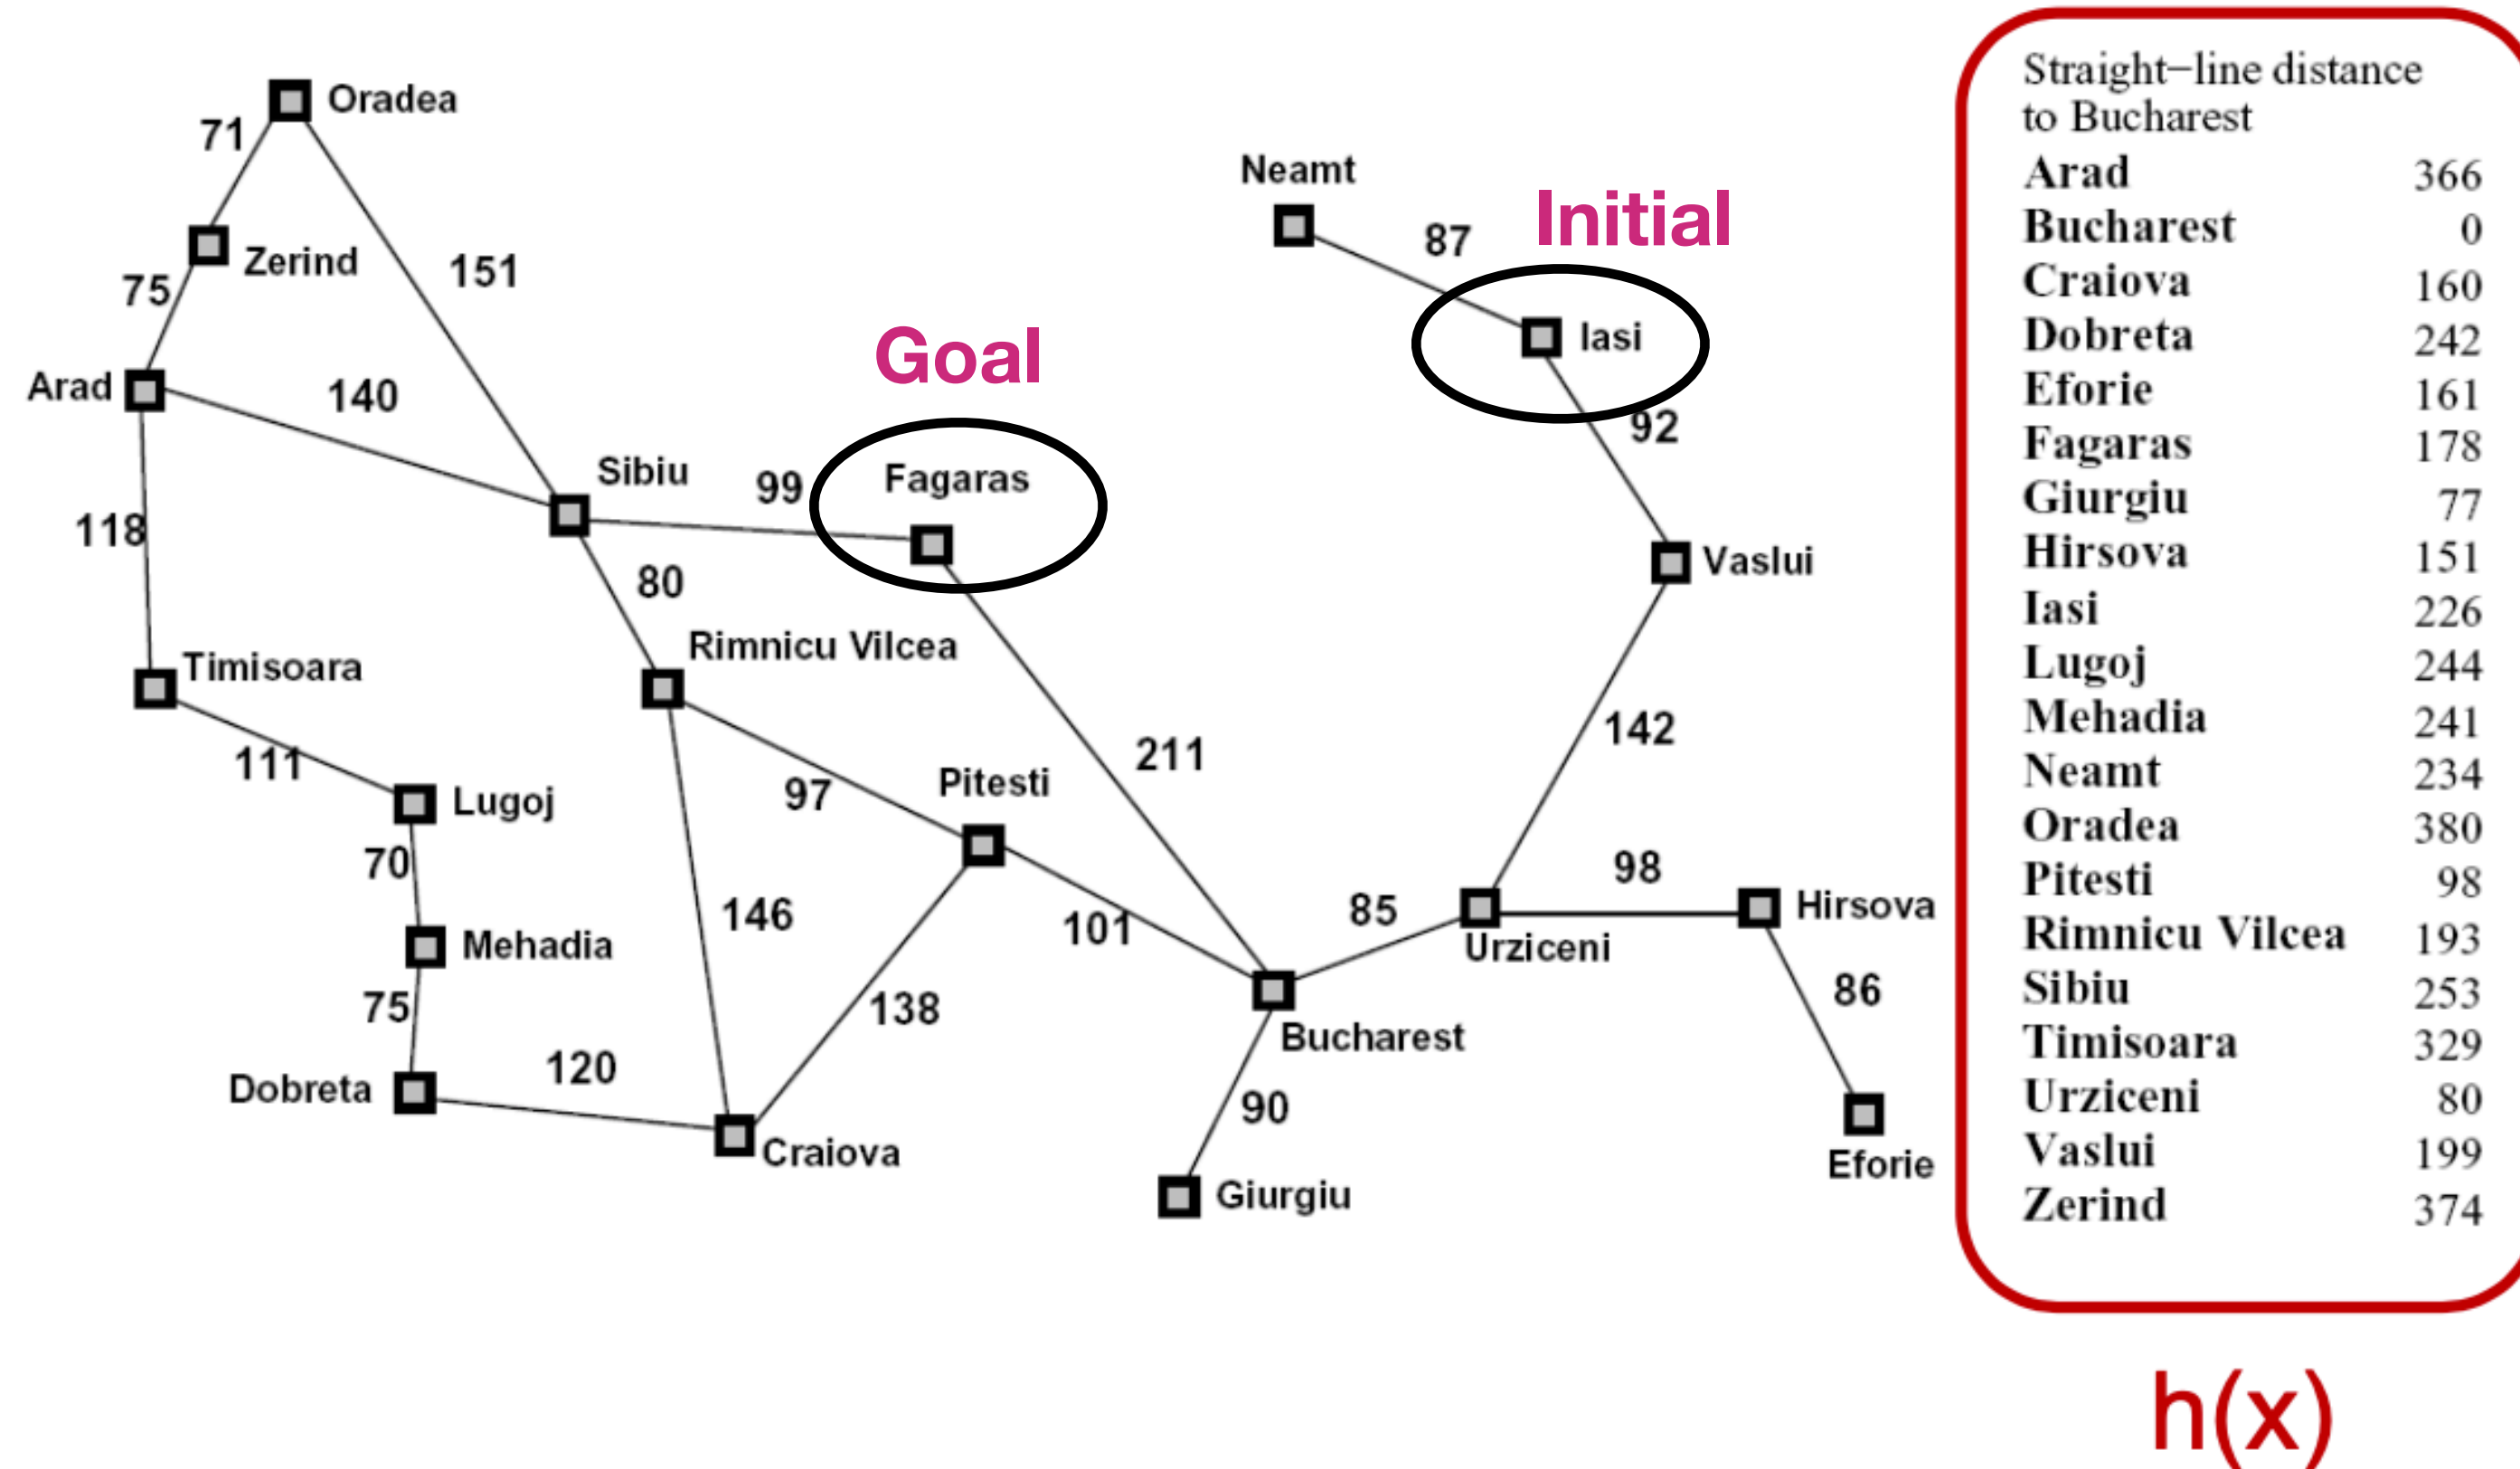 Oradea
71
Neamt
Initial
87
Zerind
151
75
Iasi
Goal
Arad
140
92
Sibiu
99
Fagaras
118
80
Vaslui
Rimnicu Vilcea
Timisoara
142
211
111
97
Pitesti
Lugoj
70
98
146
85
Hirsova
101
Mehadia
Urziceni
75
138
86
Bucharest
120
Dobreta
90
Craiova
Eforie
Giurgiu
Straight–line distance
to Bucharest
Arad 366
Bucharest 0
Craiova 160
Dobreta 242
Eforie 161
Fagaras 178
Giurgiu 77
Hirsova 151
Iasi 226
Lugoj 244
Mehadia 241
Neamt 234
Oradea 380
Pitesti 98
Rimnicu Vilcea 193
Sibiu 253
Timisoara 329
Urziceni 80
Vaslui 199
Zerind 374
h(x)